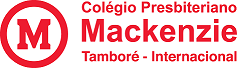 M
Colégio Presbiteriano
Mackenzie
Tamboré - Internacional